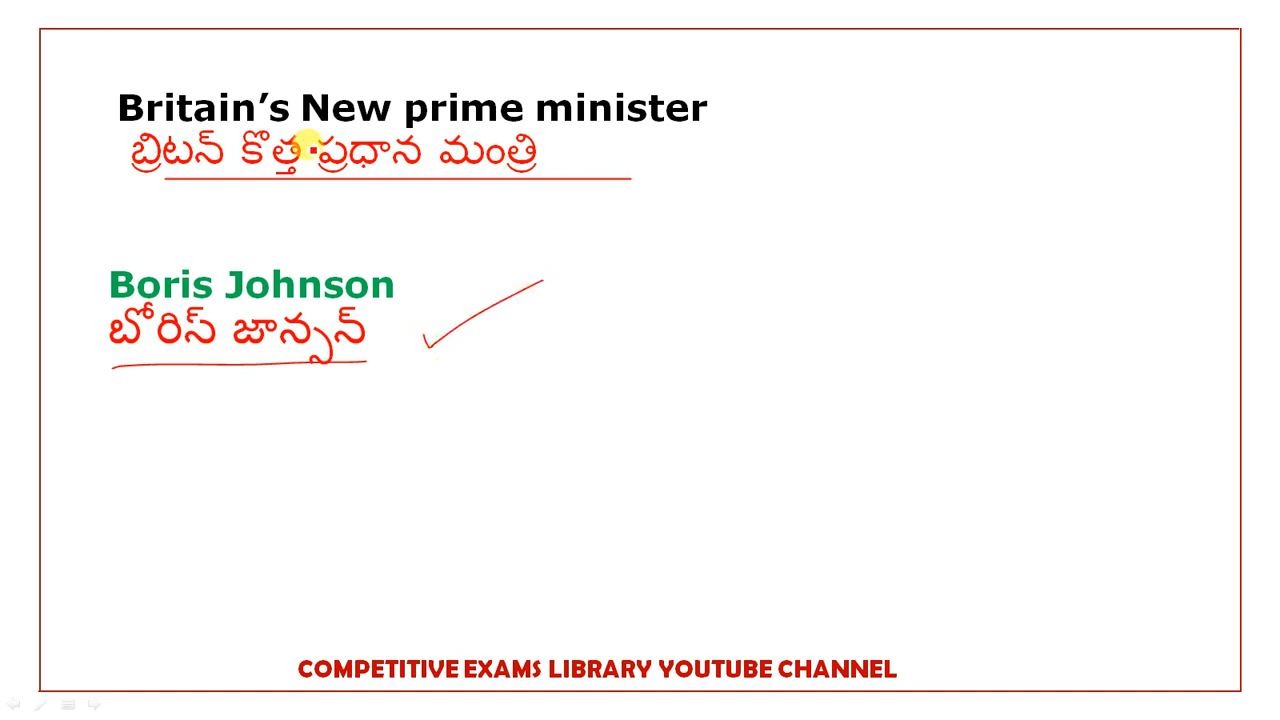 Britain’s New prime minister
బ్రిటన్ కొత్త ప్రధాన మంత్రి
Boris Johnson
బోరిస్ జాన్సన్
COMPETITIVE EXAMS LIBRARY YOUTUBE CHANNEL